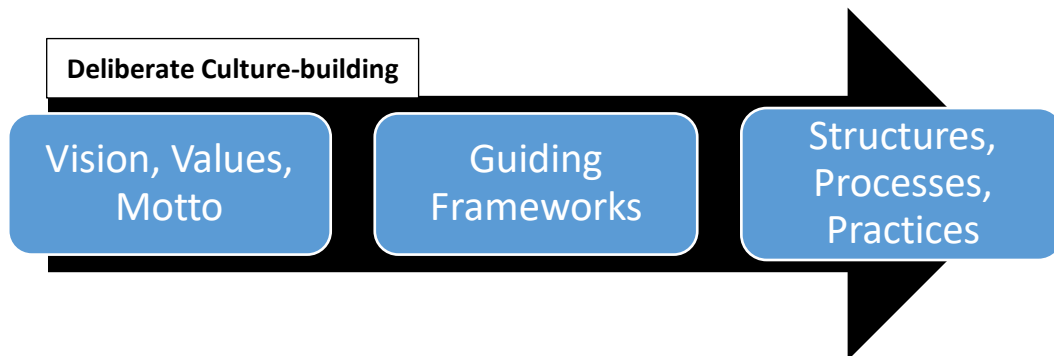 Deliberate Culture-building
Vision, Values,
Motto
Guiding
Frameworks
Structures,
Processes,
Practices